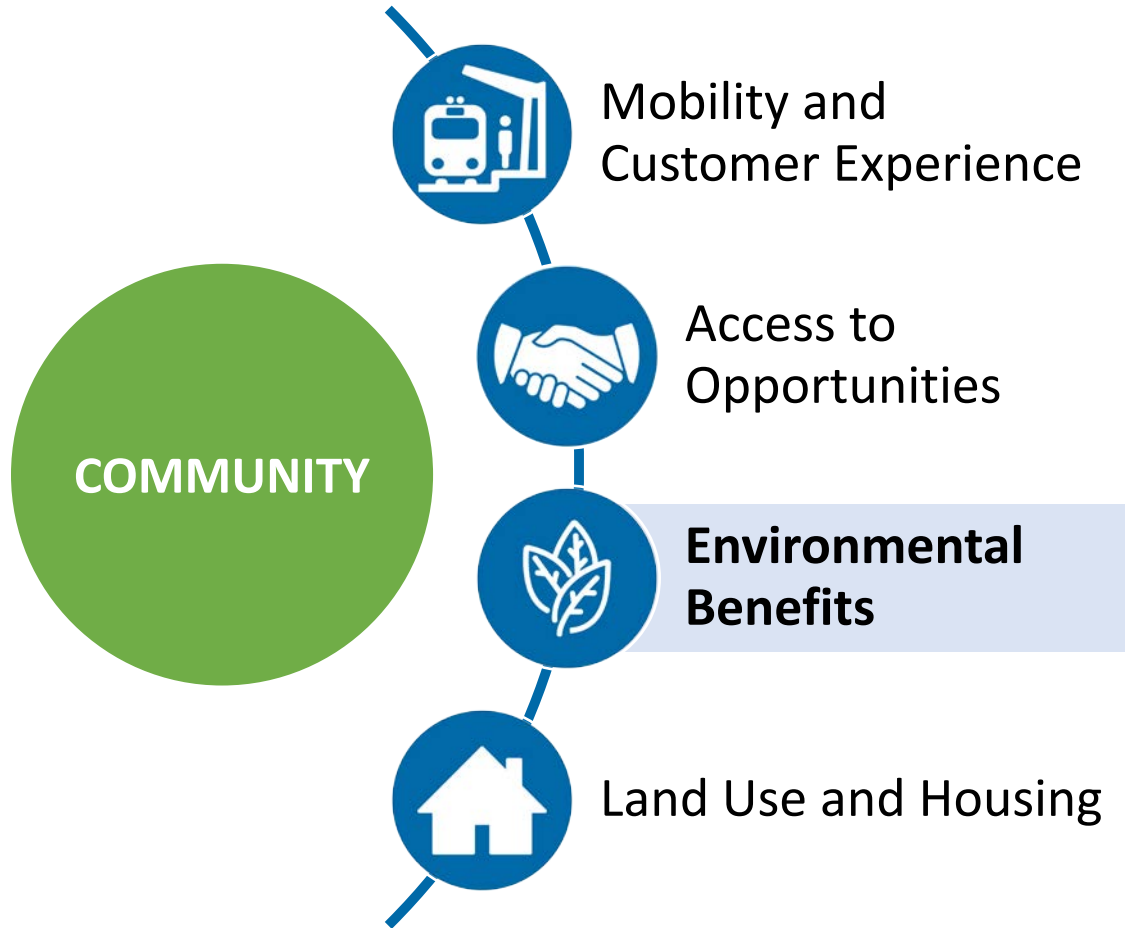 Mobility and
Customer Experience
Access to
Opportunities
COMMUNITY
Environmental
Benefits
Land Use and Housing